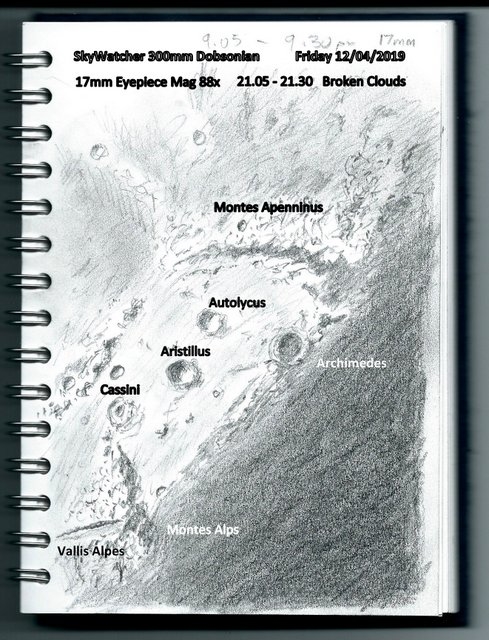 9.05 - 9.30pm 17mm
SkyWatcher 300mm Dobsonian Friday 12/04/2019
17mm Eyepiece Mag 88x 21.05 - 21.30 Broken Clouds
Montes Apenninus
Autolycus
Aristillus
Archimedes
Cassini
Montes Alps
Vallis Alpes